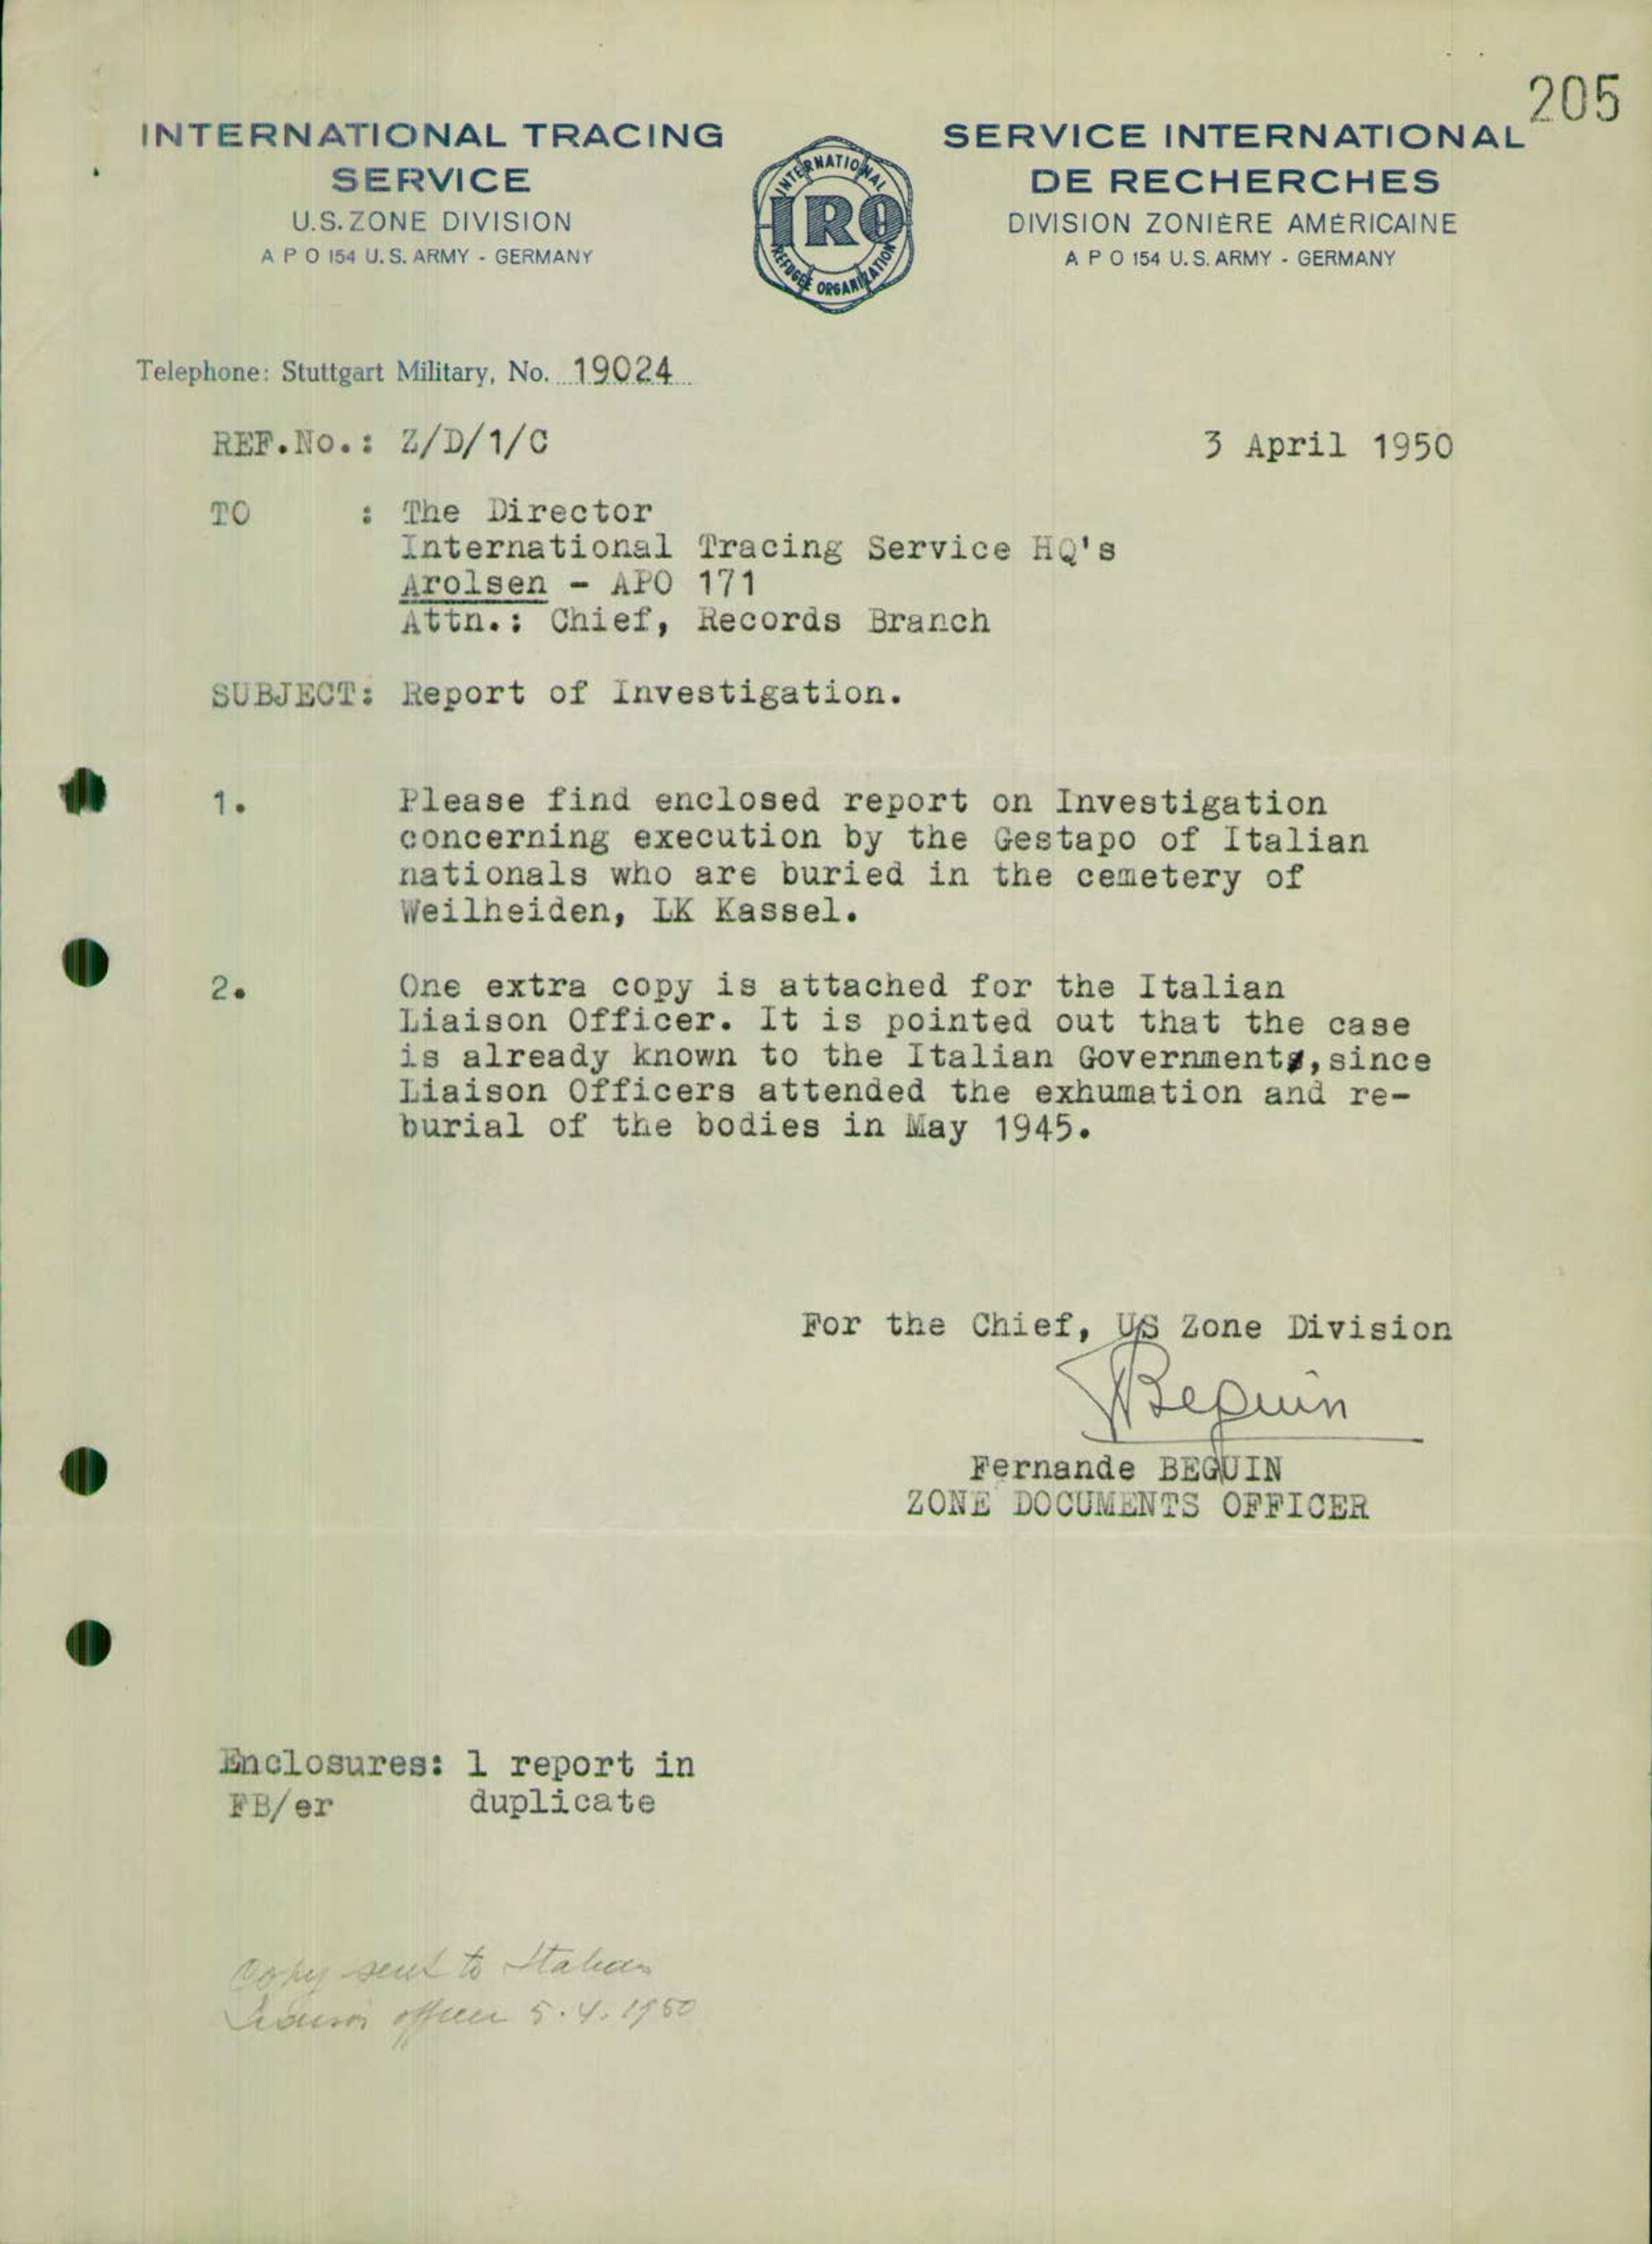 205
INTERNATIONAL TRACING
SERVICE
U.S. ZONE DIVISION
A P O 154 U. S. ARMY - GERMANY
INTERNATIONAL
IRO
REFUGEE ORGANIZATION
SERVICE INTERNATIONAL
DE RECHERCHES
DIVISION ZONIÈRE AMÉRICAINE
A P O 154 U. S. ARMY - GERMANY
Telephone: Stuttgart Military, No. 19024
REF.No.: Z/D/1/C
3 April 1950
TO : The Director
International Tracing Service HQ's
Arolsen - APO 171
Attn.: Chief, Records Branch
SUBJECT: Report of Investigation.
1. Please find enclosed report on Investigation
concerning execution by the Gestapo of Italian
nationals who are buried in the cemetery of
Weilheiden, LK Kassel.
2. One extra copy is attached for the Italian
Liaison Officer. It is pointed out that the case
is already known to the Italian Government, since
Liaison Officers attended the exhumation and re-
burial of the bodies in May 1945.
For the Chief, US Zone Division
Beguin
Fernande BEGUIN
ZONE DOCUMENTS OFFICER
Enclosures: 1 report in
FB/er duplicate
Copy sent to Italian
Liaison officer 5.4.1950